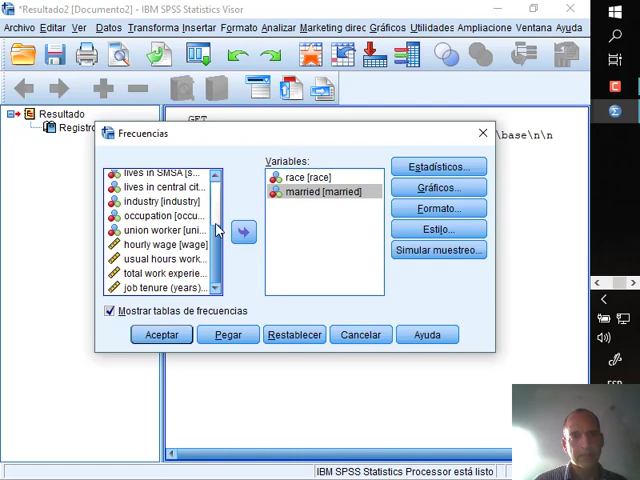 *Resultado2 [Documento2] - IBM SPSS Statistics Visor
Archivo Editar Ver Datos Transforma Insertar Formato Analizar Marketing direc Gráficos Utilidades Ampliacione Ventana Ayuda
Resultado
Registro
GET
\base\n\n
Frecuencias
lives in SMSA [s...
lives in central cit...
industry [industry]
occupation [occu...
union worker [uni...
hourly wage [wage]
usual hours work...
total work experie...
job tenure (years)...
Variables:
race [race]
married [married]
Estadísticos...
Gráficos...
Formato...
Estilo...
Simular muestreo...
Mostrar tablas de frecuencias
Aceptar Pegar Restablecer Cancelar Ayuda
IBM SPSS Statistics Processor está listo
ESP